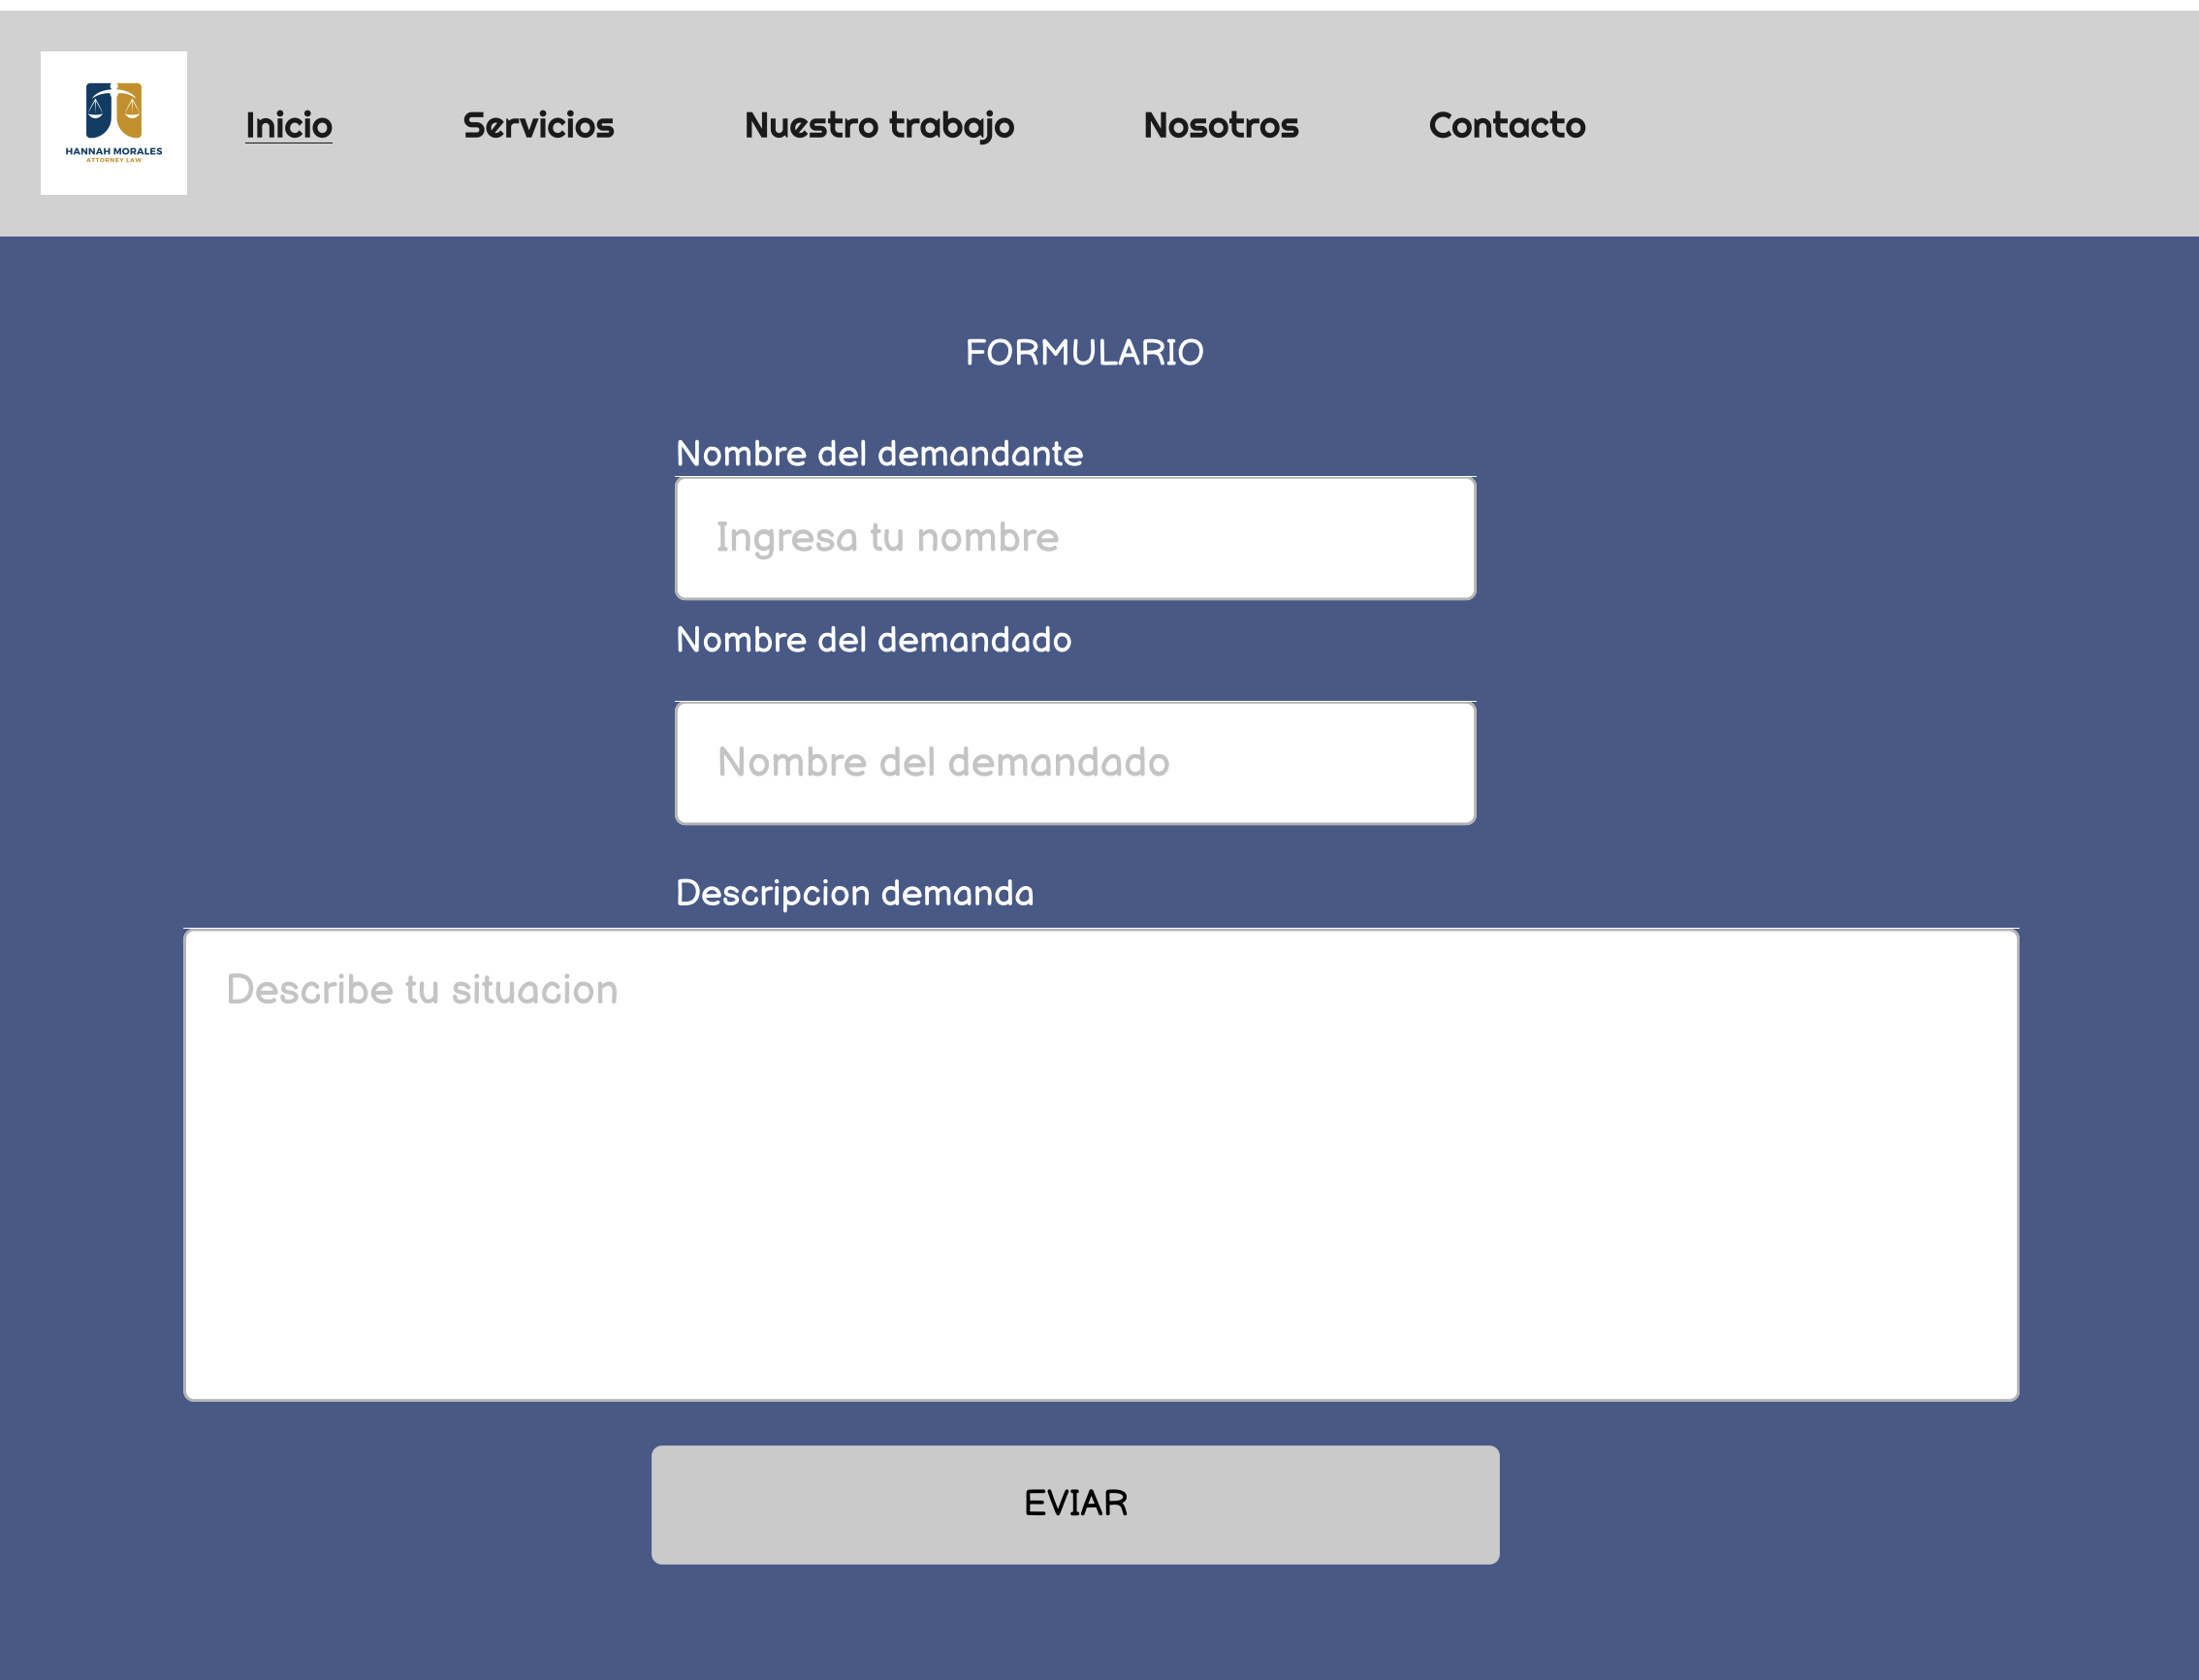 HANNAH MORALES
ATTORNEY LAW
Inicio Servicios Nuestro trabajo Nosotros Contacto
FORMULARIO
Nombre del demandante
Ingresa tu nombre
Nombre del demandado
Nombre del demandado
Descripcion demanda
Describe tu situacion
EVIAR